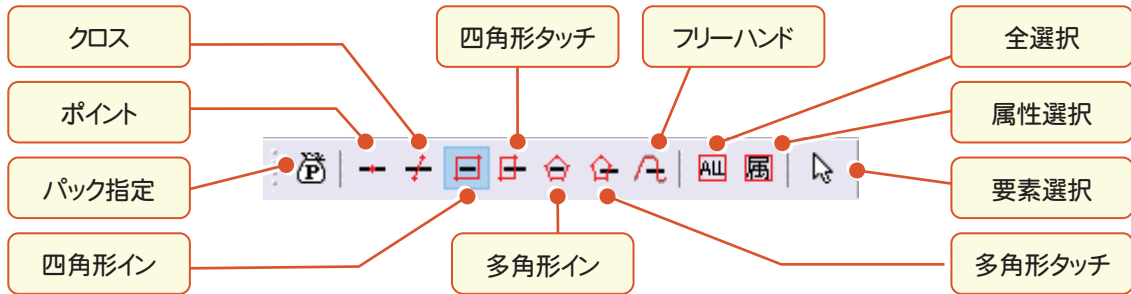 クロス
四角形タッチ
フリーハンド
全選択
ポイント
属性選択
パック指定
P
ALL
属
要素選択
四角形イン
多角形イン
多角形タッチ